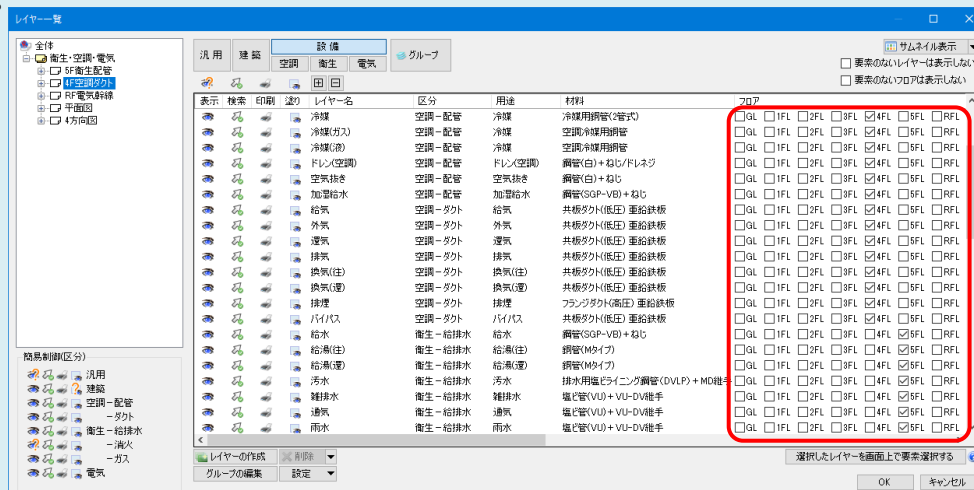 レイヤー一覧
全体
衛生・空調・電気
5F衛生配管
4F空調ダクト
RF電気幹線
平面図
4方向図
汎用 建築 設備
空調 衛生 電気
グループ
サムネイル表示
要素のないレイヤーは表示しない
要素のないフロアは表示しない
表示 検索 印刷 塗り レイヤー名 区分 用途 材料 フロア
冷媒 空調－配管 冷媒 冷媒用銅管(2管式) GL 1FL 2FL 3FL 4FL 5FL RFL
冷媒(ガス) 空調－配管 冷媒 空調冷媒用銅管 GL 1FL 2FL 3FL 4FL 5FL RFL
冷媒(液) 空調－配管 冷媒 空調冷媒用銅管 GL 1FL 2FL 3FL 4FL 5FL RFL
ドレン(空調) 空調－配管 ドレン(空調) 鋼管(白)＋ねじ/ドレネジ GL 1FL 2FL 3FL 4FL 5FL RFL
空気抜き 空調－配管 空気抜き 鋼管(白)＋ねじ GL 1FL 2FL 3FL 4FL 5FL RFL
加湿給水 空調－配管 加湿給水 鋼管(SGP-VB)＋ねじ GL 1FL 2FL 3FL 4FL 5FL RFL
給気 空調－ダクト 給気 共板ダクト(低圧) 亜鉛鉄板 GL 1FL 2FL 3FL 4FL 5FL RFL
外気 空調－ダクト 外気 共板ダクト(低圧) 亜鉛鉄板 GL 1FL 2FL 3FL 4FL 5FL RFL
還気 空調－ダクト 還気 共板ダクト(低圧) 亜鉛鉄板 GL 1FL 2FL 3FL 4FL 5FL RFL
排気 空調－ダクト 排気 共板ダクト(低圧) 亜鉛鉄板 GL 1FL 2FL 3FL 4FL 5FL RFL
換気(往) 空調－ダクト 換気(往) 共板ダクト(低圧) 亜鉛鉄板 GL 1FL 2FL 3FL 4FL 5FL RFL
換気(還) 空調－ダクト 換気(還) 共板ダクト(低圧) 亜鉛鉄板 GL 1FL 2FL 3FL 4FL 5FL RFL
排煙 空調－ダクト 排煙 フランジダクト(高圧) 亜鉛鉄板 GL 1FL 2FL 3FL 4FL 5FL RFL
バイパス 空調－ダクト バイパス 共板ダクト(低圧) 亜鉛鉄板 GL 1FL 2FL 3FL 4FL 5FL RFL
給水 衛生－給排水 給水 鋼管(SGP-VB)＋ねじ GL 1FL 2FL 3FL 4FL 5FL RFL
給湯(往) 衛生－給排水 給湯(往) 銅管(Mタイプ) GL 1FL 2FL 3FL 4FL 5FL RFL
給湯(還) 衛生－給排水 給湯(還) 銅管(Mタイプ) GL 1FL 2FL 3FL 4FL 5FL RFL
汚水 衛生－給排水 汚水 排水用塩ビライニング鋼管(DVLP)＋MD継手 GL 1FL 2FL 3FL 4FL 5FL RFL
雑排水 衛生－給排水 雑排水 塩ビ管(VU)＋VU-DV継手 GL 1FL 2FL 3FL 4FL 5FL RFL
通気 衛生－給排水 通気 塩ビ管(VU)＋VU-DV継手 GL 1FL 2FL 3FL 4FL 5FL RFL
雨水 衛生－給排水 雨水 塩ビ管(VU)＋VU-DV継手 GL 1FL 2FL 3FL 4FL 5FL RFL
簡易制御(区分)
汎用
建築
空調－配管
－ダクト
衛生－給排水
－消火
－ガス
電気
レイヤーの作成 削除
グループの編集 設定
選択したレイヤーを画面上で要素選択する
OK キャンセル